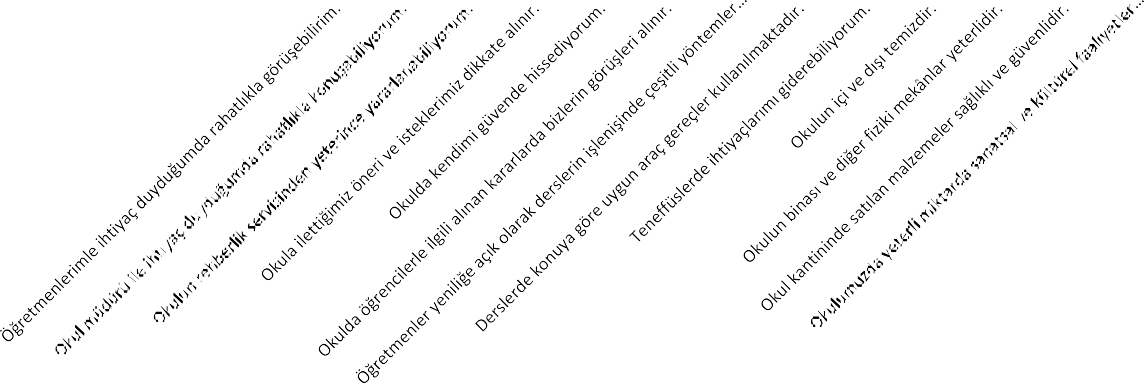 Öğretmenlerimle ihtiyaç duyduğumda rahatlıkla görüşebilirim.
Okul müdürü ile ihtiyaç duyduğumda rahatlıkla konuşabiliyorum.
Okulun rehberlik servisinden yeterince yararlanabiliyorum.
Okula ilettiğimiz öneri ve isteklerimiz dikkate alınır.
Okulda kendimi güvende hissediyorum.
Okulda öğrencilerle ilgili alınan kararlarda bizlerin görüşleri alınır.
Öğretmenler yeniliğe açık olarak derslerin işlenişinde çeşitli yöntemler...
Derslerde konuya göre uygun araç gereçler kullanılmaktadır.
Teneffüslerde ihtiyaçlarımı giderebiliyorum.
Okulun içi ve dışı temizdir.
Okulun binası ve diğer fiziki mekânlar yeterlidir.
Okul kantininde satılan malzemeler sağlıklı ve güvenlidir.
Okulumuzda yeterli miktarda sanatsal ve kültürel faaliyetler...